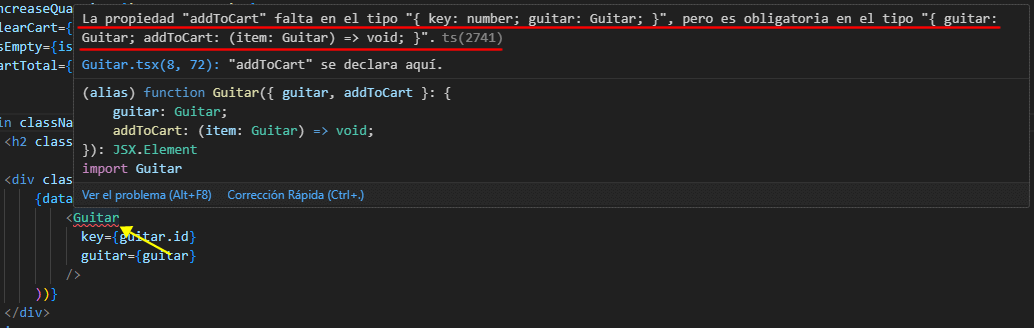 ncreaseQua
learCart={
sEmpty={is
artTotal={
La propiedad "addToCart" falta en el tipo "{ key: number; guitar: Guitar; }", pero es obligatoria en el tipo "{ guitar:
Guitar; addToCart: (item: Guitar) => void; }". ts(2741)
Guitar.tsx(8, 72): "addToCart" se declara aquí.
(alias) function Guitar({ guitar, addToCart }: {
guitar: Guitar;
addToCart: (item: Guitar) => void;
}): JSX.Element
import Guitar
Ver el problema (Alt+F8) Corrección Rápida (Ctrl+.)
in classNa
<h2 class
<div clas
{data
<Guitar
key={guitar.id}
guitar={guitar}
/>
))}
</div>